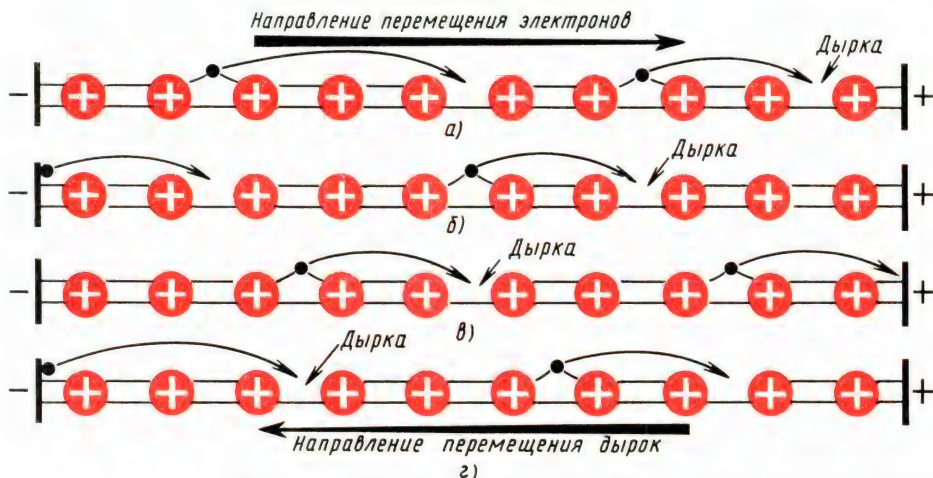 Направление перемещения электронов
Дырка
− +
а)
Дырка
− +
б)
Дырка
− +
в)
Дырка
− +
Направление перемещения дырок
г)